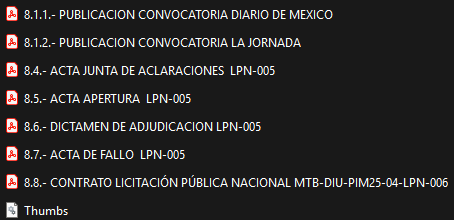 8.1.1.- PUBLICACION CONVOCATORIA DIARIO DE MEXICO
8.1.2.- PUBLICACION CONVOCATORIA LA JORNADA
8.4.- ACTA JUNTA DE ACLARACIONES  LPN-005
8.5.- ACTA APERTURA  LPN-005
8.6.- DICTAMEN DE ADJUDICACION LPN-005
8.7.- ACTA DE FALLO  LPN-005
8.8.- CONTRATO LICITACIÓN PÚBLICA NACIONAL MTB-DIU-PIM25-04-LPN-006
Thumbs